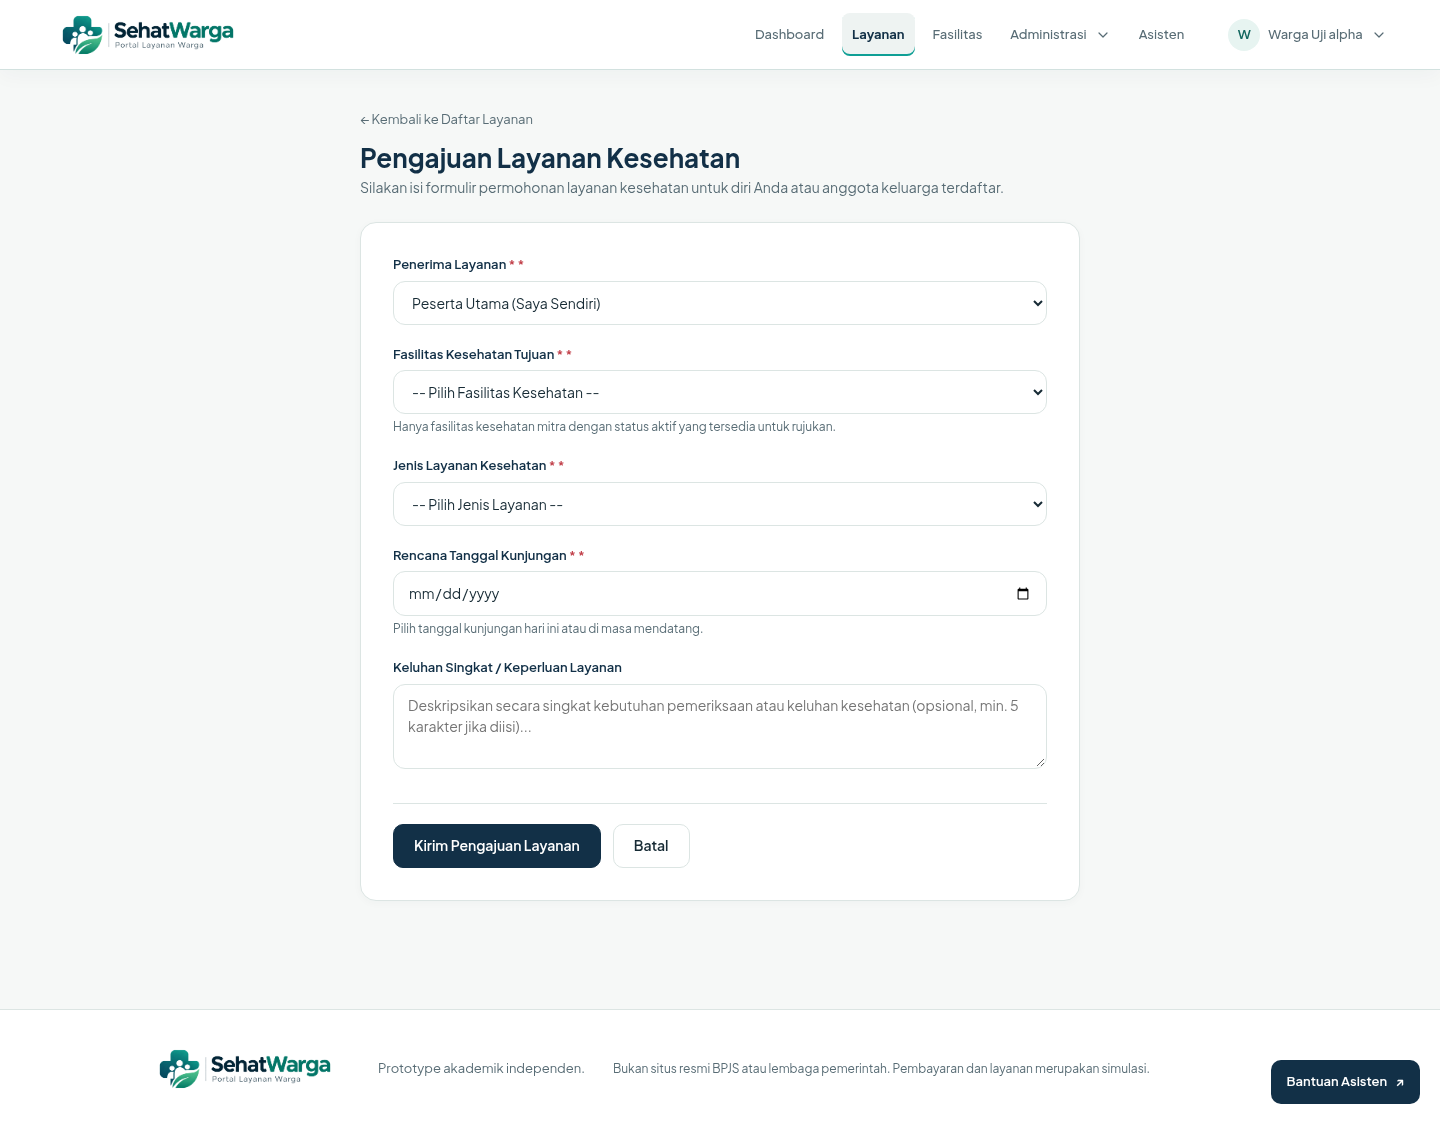 SehatWarga
Portal Layanan Warga
Dashboard
Layanan
Fasilitas
Administrasi
Asisten
W
Warga Uji alpha
← Kembali ke Daftar Layanan
Pengajuan Layanan Kesehatan
Silakan isi formulir permohonan layanan kesehatan untuk diri Anda atau anggota keluarga terdaftar.
Penerima Layanan * *
Peserta Utama (Saya Sendiri)
Fasilitas Kesehatan Tujuan * *
-- Pilih Fasilitas Kesehatan --
Hanya fasilitas kesehatan mitra dengan status aktif yang tersedia untuk rujukan.
Jenis Layanan Kesehatan * *
-- Pilih Jenis Layanan --
Rencana Tanggal Kunjungan * *
mm/dd/yyyy
Pilih tanggal kunjungan hari ini atau di masa mendatang.
Keluhan Singkat / Keperluan Layanan
Deskripsikan secara singkat kebutuhan pemeriksaan atau keluhan kesehatan (opsional, min. 5
karakter jika diisi)...
Kirim Pengajuan Layanan
Batal
SehatWarga
Portal Layanan Warga
Prototype akademik independen.
Bukan situs resmi BPJS atau lembaga pemerintah. Pembayaran dan layanan merupakan simulasi.
Bantuan Asisten ↗